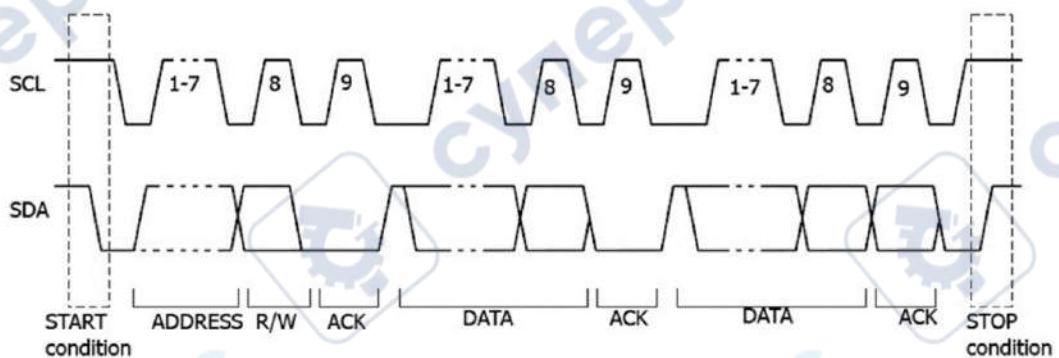 SCL 1-7 8 9 1-7 8 9 1-7 8 9
SDA
START ADDRESS R/W ACK DATA ACK DATA ACK STOP
condition condition
супер